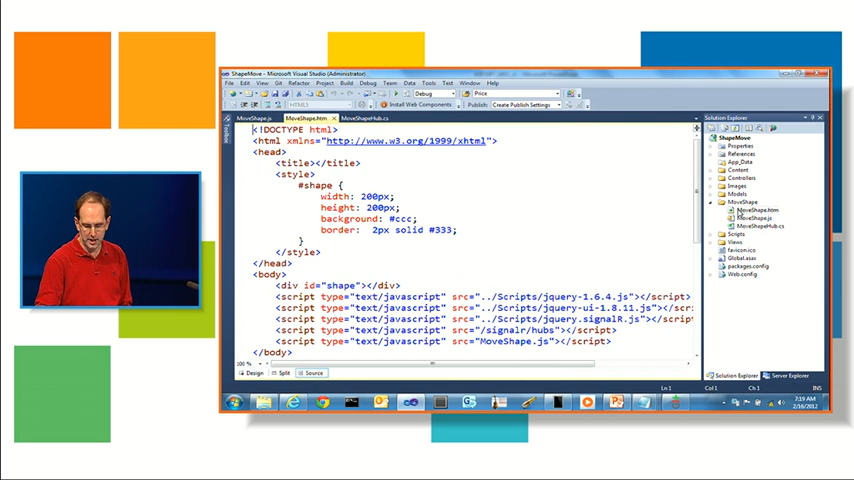 ShapeMove - Microsoft Visual Studio (Administrator)
File Edit View Git Refactor Project Build Debug Team Data Tools Test Window Help
Debug Price
HTML5 Install Web Components Publish: Create Publish Settings
MoveShape.js MoveShape.htm MoveShapeHub.cs
Toolbox
<!DOCTYPE html>
<html xmlns="http://www.w3.org/1999/xhtml">
<head>
<title></title>
<style>
#shape {
width: 200px;
height: 200px;
background: #ccc;
border: 2px solid #333;
}
</style>
</head>
<body>
<div id="shape"></div>
<script type="text/javascript" src="../Scripts/jquery-1.6.4.js"></script>
<script type="text/javascript" src="../Scripts/jquery-ui-1.8.11.js"></script>
<script type="text/javascript" src="../Scripts/jquery.signalR.js"></script>
<script type="text/javascript" src="/signalr/hubs"></script>
<script type="text/javascript" src="MoveShape.js"></script>
</body>
100 %
Design Split Source
Solution Explorer
ShapeMove
Properties
References
App_Data
Content
Controllers
Images
Models
MoveShape
MoveShape.htm
MoveShape.js
MoveShapeHub.cs
Scripts
Views
favicon.ico
Global.asax
packages.config
Web.config
Solution Explorer Server Explorer
Ln 1 Col 1 Ch 1 INS
7:19 AM
2/16/2012